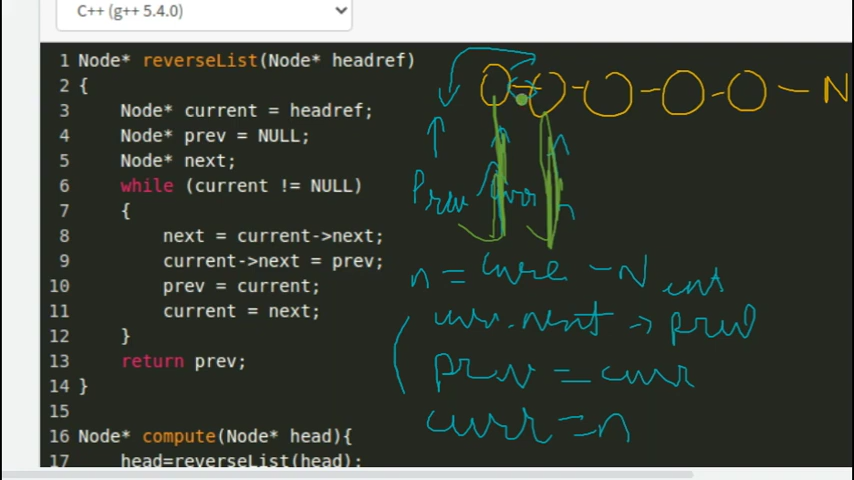 C++ (g++ 5.4.0)
1 Node* reverseList(Node* headref)
2 {
3 Node* current = headref;
4 Node* prev = NULL;
5 Node* next;
6 while (current != NULL)
7 {
8 next = current->next;
9 current->next = prev;
10 prev = current;
11 current = next;
12 }
13 return prev;
14 }
15
16 Node* compute(Node* head){
17 head=reverseList(head);
N
Prev curr n
n = curr - Next
curr.next → prev
prev = curr
curr = n